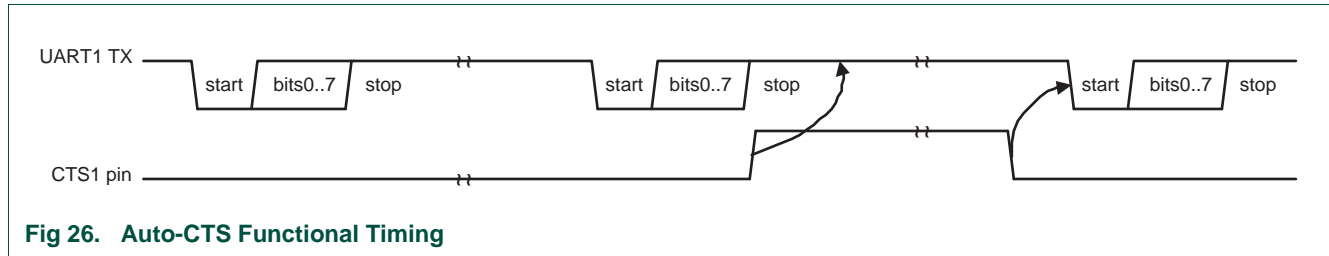 UART1 TX
start bits0..7 stop start bits0..7 stop start bits0..7 stop
CTS1 pin
Fig 26. Auto-CTS Functional Timing